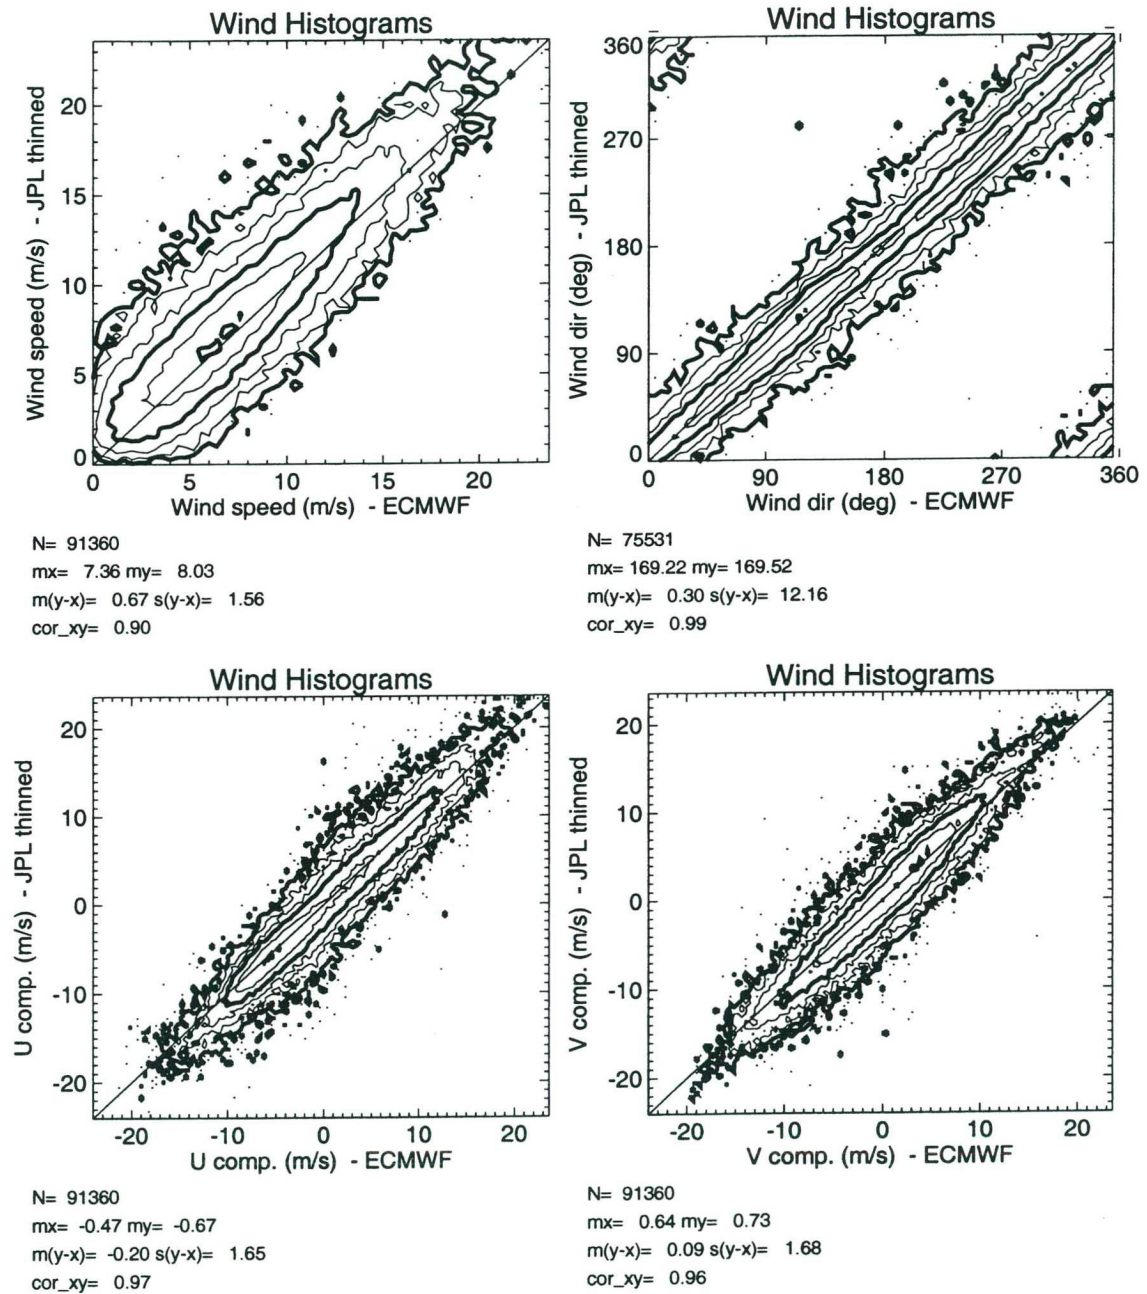 Wind Histograms
Wind speed (m/s) - JPL thinned
20
15
10
5
0
0 5 10 15 20
Wind speed (m/s) - ECMWF
N= 91360
mx= 7.36 my= 8.03
m(y-x)= 0.67 s(y-x)= 1.56
cor_xy= 0.90
Wind Histograms
Wind dir (deg) - JPL thinned
360
270
180
90
0
0 90 180 270 360
Wind dir (deg) - ECMWF
N= 75531
mx= 169.22 my= 169.52
m(y-x)= 0.30 s(y-x)= 12.16
cor_xy= 0.99
Wind Histograms
U comp. (m/s) - JPL thinned
20
10
0
-10
-20
-20 -10 0 10 20
U comp. (m/s) - ECMWF
N= 91360
mx= -0.47 my= -0.67
m(y-x)= -0.20 s(y-x)= 1.65
cor_xy= 0.97
Wind Histograms
V comp. (m/s) - JPL thinned
20
10
0
-10
-20
-20 -10 0 10 20
V comp. (m/s) - ECMWF
N= 91360
mx= 0.64 my= 0.73
m(y-x)= 0.09 s(y-x)= 1.68
cor_xy= 0.96